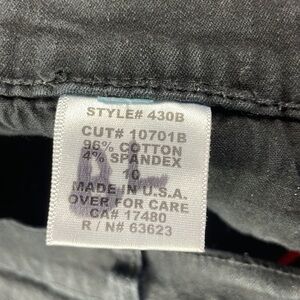 STYLE# 430B
CUT# 10701B
96% COTTON
4% SPANDEX
10
MADE IN U.S.A.
OVER FOR CARE
CA# 17480
R / N# 63623